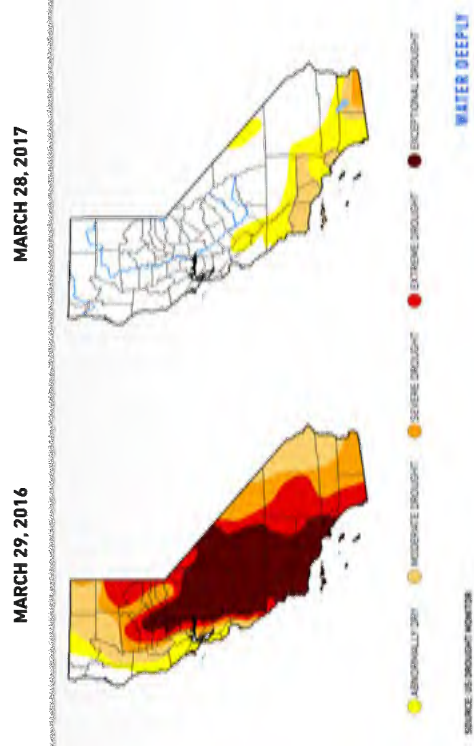 MARCH 29, 2016
MARCH 28, 2017
ABNORMALLY DRY
MODERATE DROUGHT
SEVERE DROUGHT
EXTREME DROUGHT
EXCEPTIONAL DROUGHT
SOURCE: US DROUGHT MONITOR
WATER DEEPLY